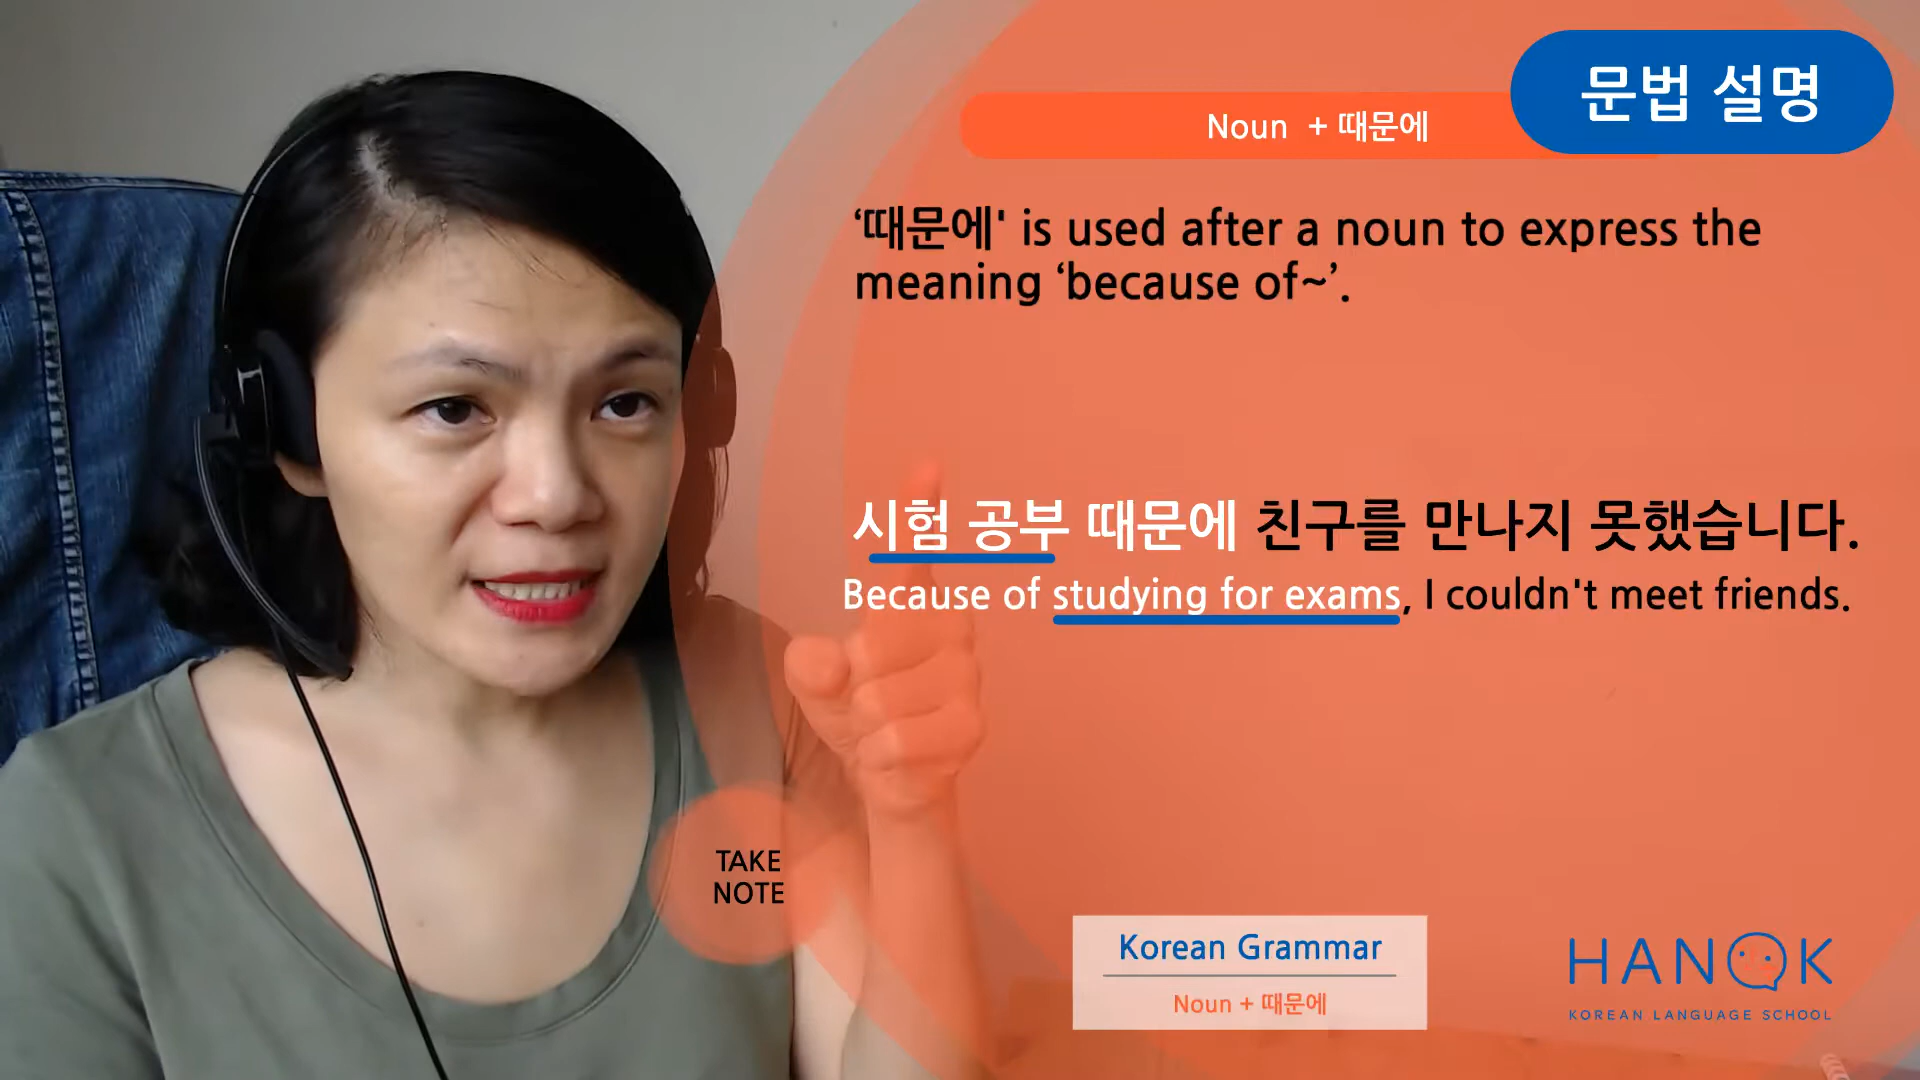 문법 설명
Noun + 때문에
‘때문에' is used after a noun to express the
meaning ‘because of~’.
시험 공부 때문에 친구를 만나지 못했습니다.
Because of studying for exams, I couldn't meet friends.
TAKE
NOTE
Korean Grammar
Noun + 때문에
HANOK
KOREAN LANGUAGE SCHOOL